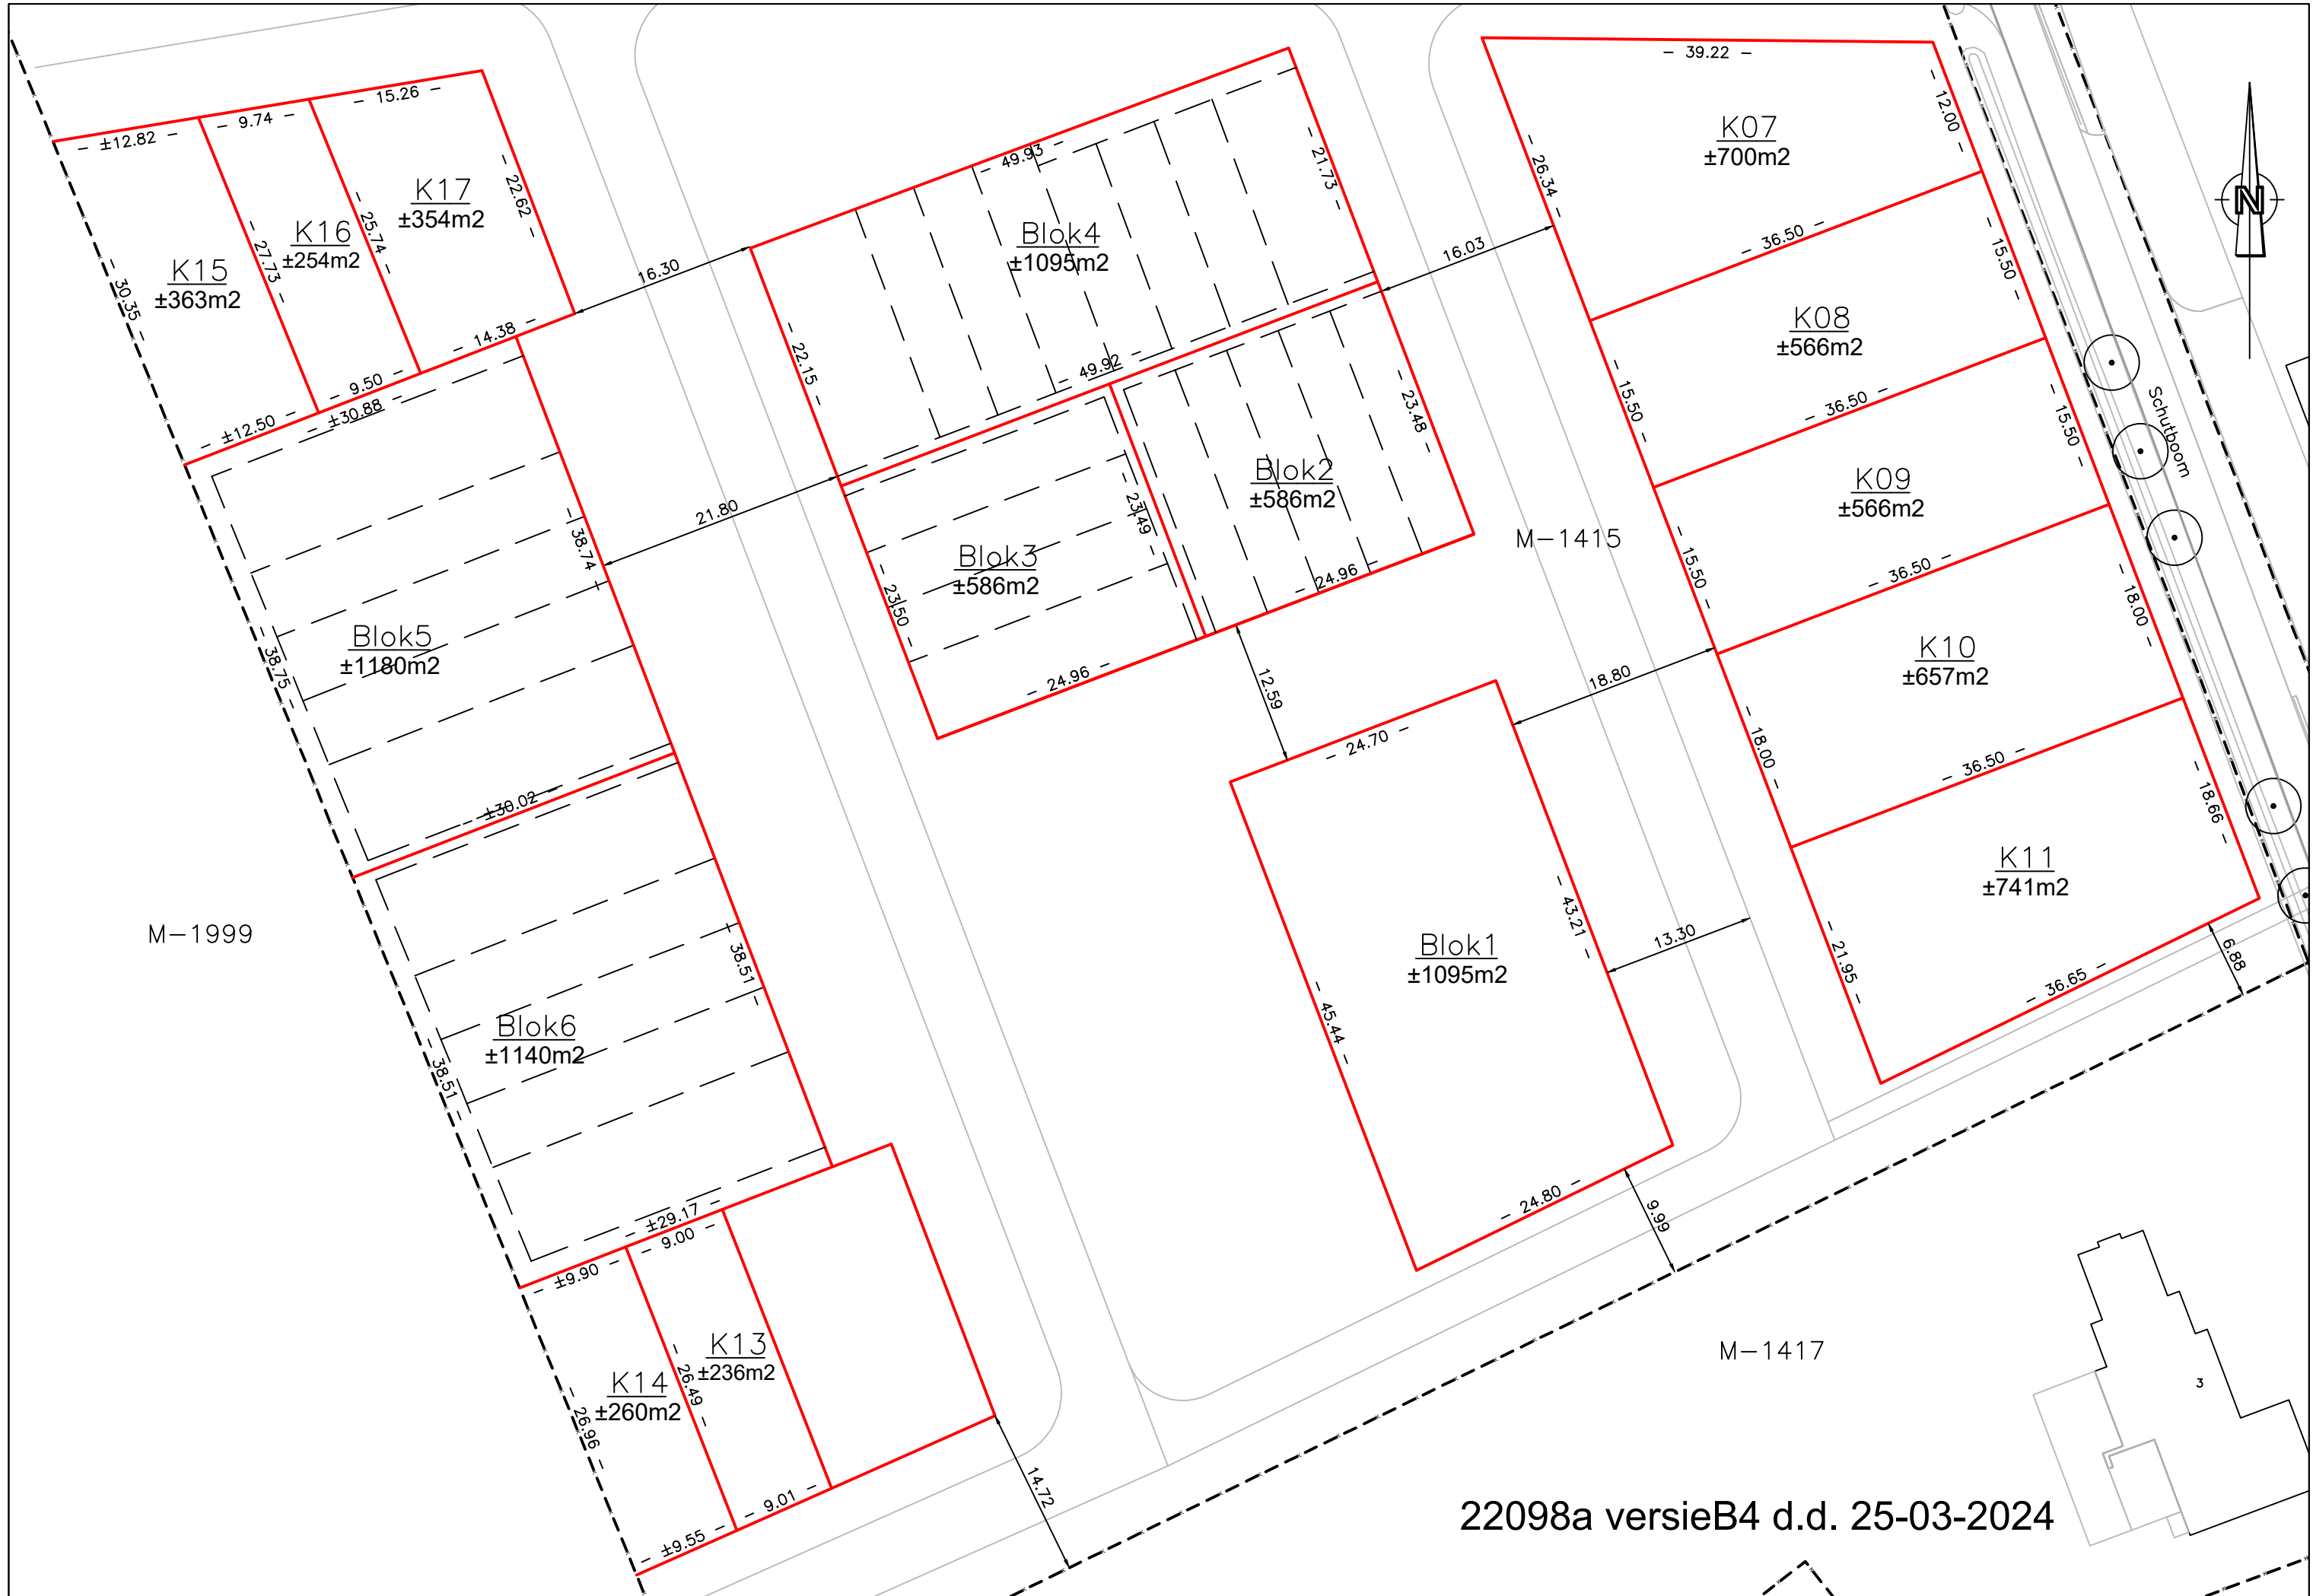 - 39.22 -
- 15.26 -
- 9.74 -
- ±12.82 -
- 12.00 -
K07
±700m2
- 49.93 -
- 21.73 -
- 26.34 -
N
K17
±354m2
- 22.62 -
- 25.74 -
K16
±254m2
- 27.73 -
K15
±363m2
- 30.35 -
Blok4
±1095m2
16.30
16.03
- 36.50 -
- 15.50 -
K08
±566m2
- 14.38 -
- 9.50 -
- ±30.88 -
- ±12.50 -
- 22.15 -
- 49.92 -
- 23.48 -
- 15.50 -
- 36.50 -
- 15.50 -
Schutboom
K09
±566m2
Blok2
±586m2
21.80
- 23.49 -
M-1415
- 38.74 -
Blok3
±586m2
- 23.50 -
- 24.96 -
- 15.50 -
- 36.50 -
- 18.00 -
K10
±657m2
Blok5
±1180m2
- 38.75 -
- 24.96 -
12.59
18.80
- 24.70 -
- 18.00 -
- 36.50 -
- 18.66 -
- ±30.02 -
K11
±741m2
M-1999
- 43.21 -
13.30
Blok1
±1095m2
- 38.51 -
- 21.95 -
- 36.65 -
6.88
- 45.44 -
Blok6
±1140m2
- 38.51 -
- ±29.17 -
- 9.00 -
- ±9.90 -
- 24.80 -
9.99
K13
±236m2
K14
±260m2
- 26.49 -
- 26.96 -
M-1417
3
14.72
- 9.01 -
- ±9.55 -
22098a versieB4 d.d. 25-03-2024